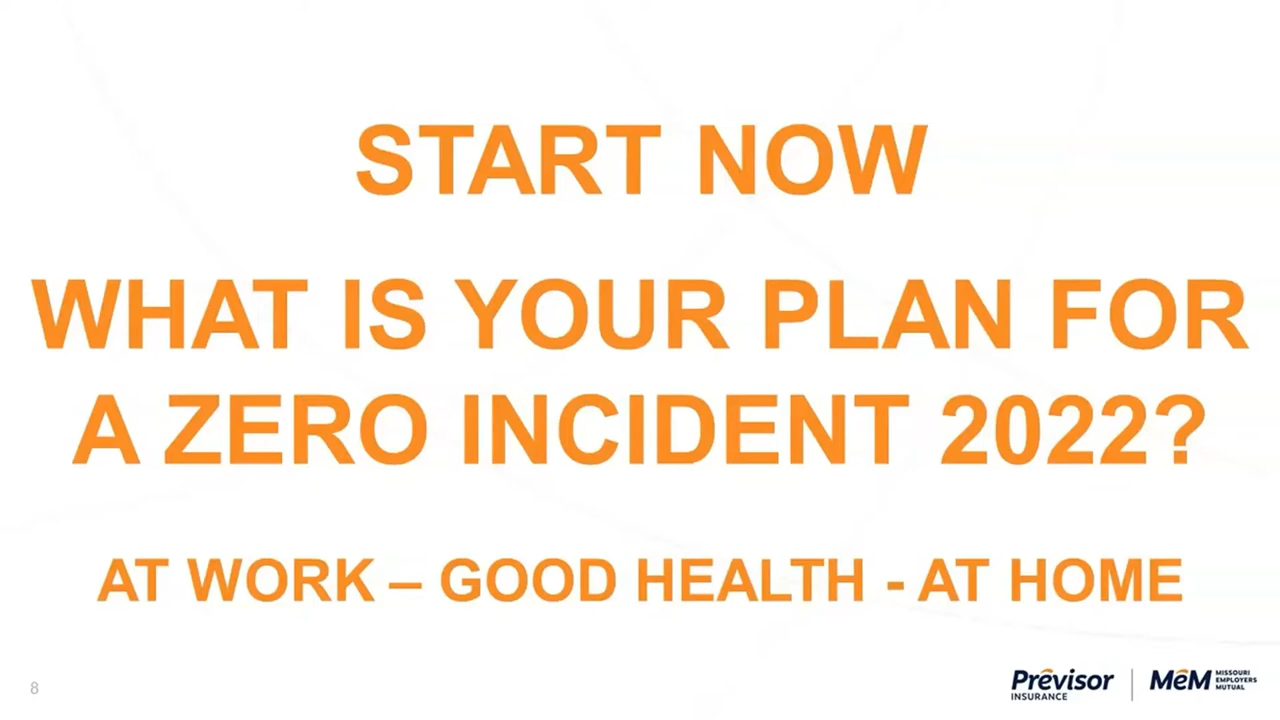 START NOW
WHAT IS YOUR PLAN FOR
A ZERO INCIDENT 2022?
AT WORK – GOOD HEALTH - AT HOME
8
Prēvisor
INSURANCE
MeM
MISSOURI
EMPLOYERS
MUTUAL